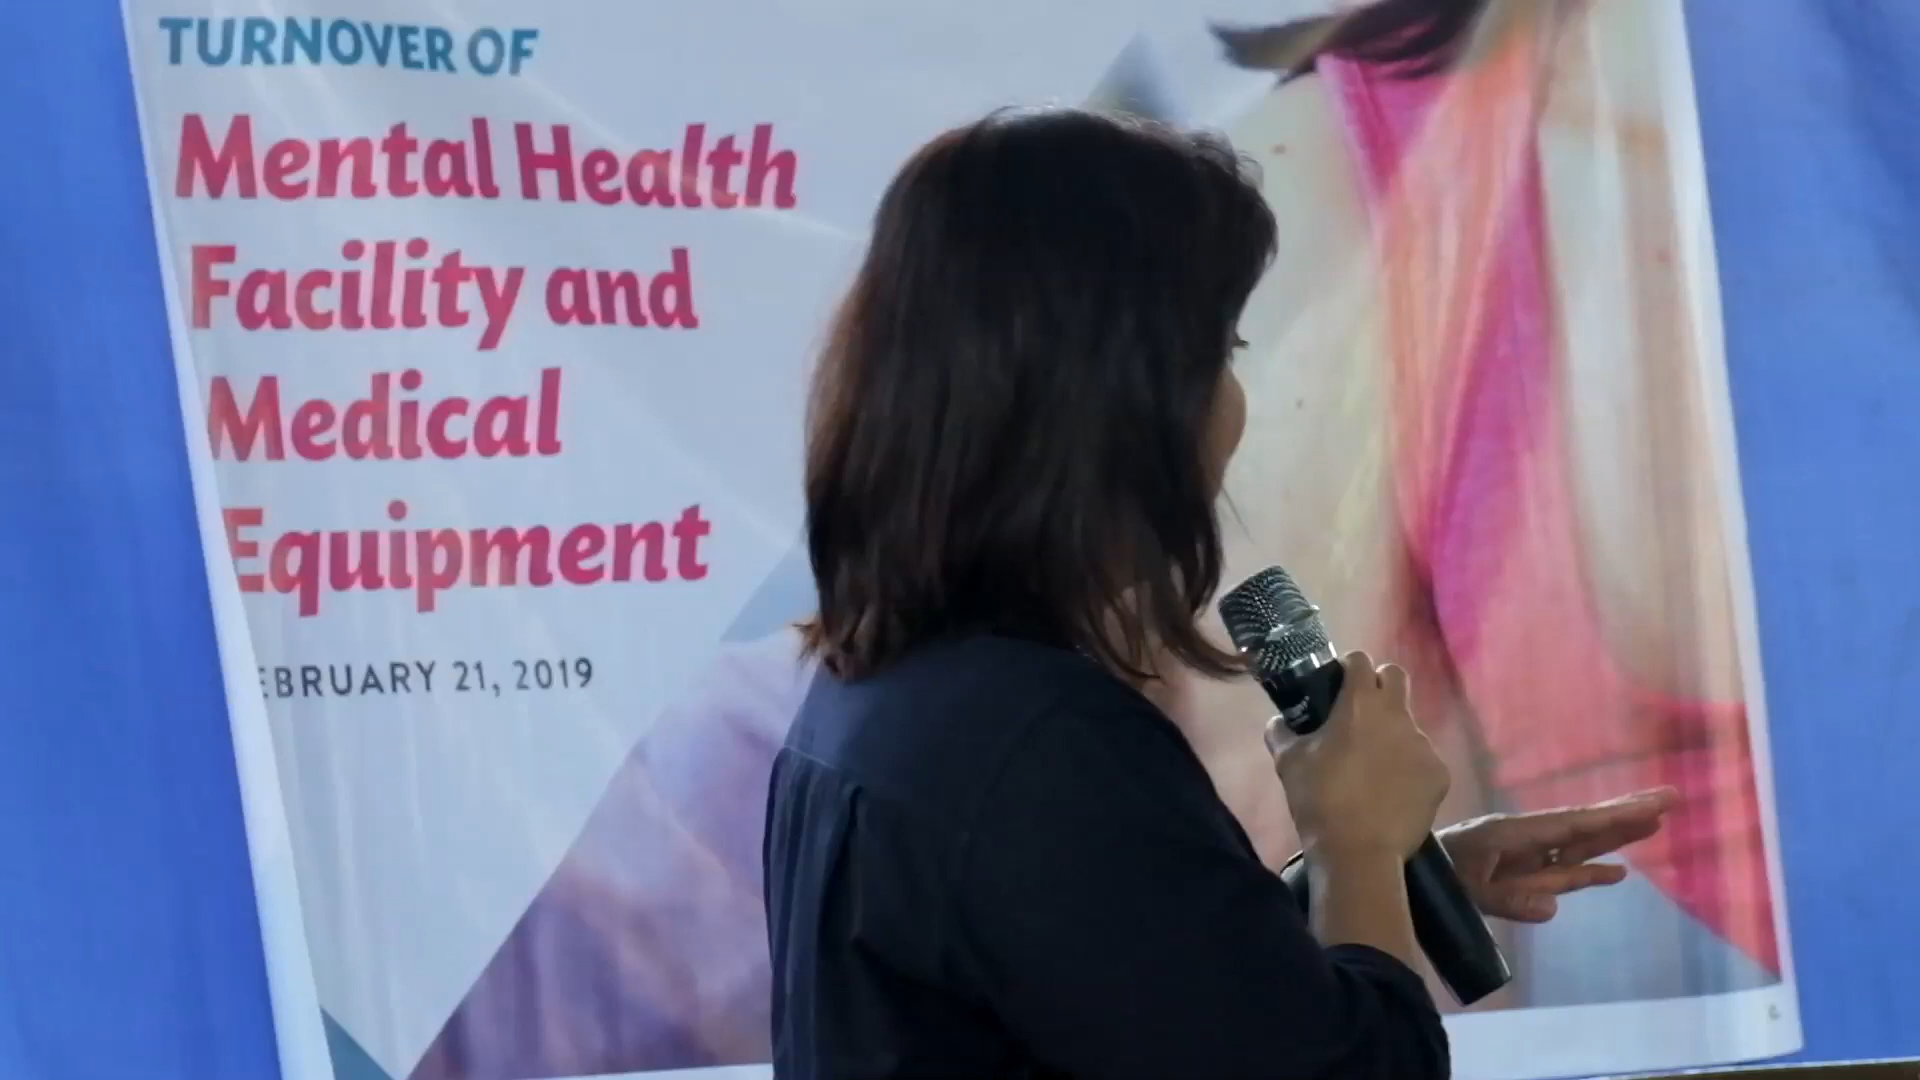 TURNOVER OF
Mental Health
Facility and
Medical
Equipment
EBRUARY 21, 2019